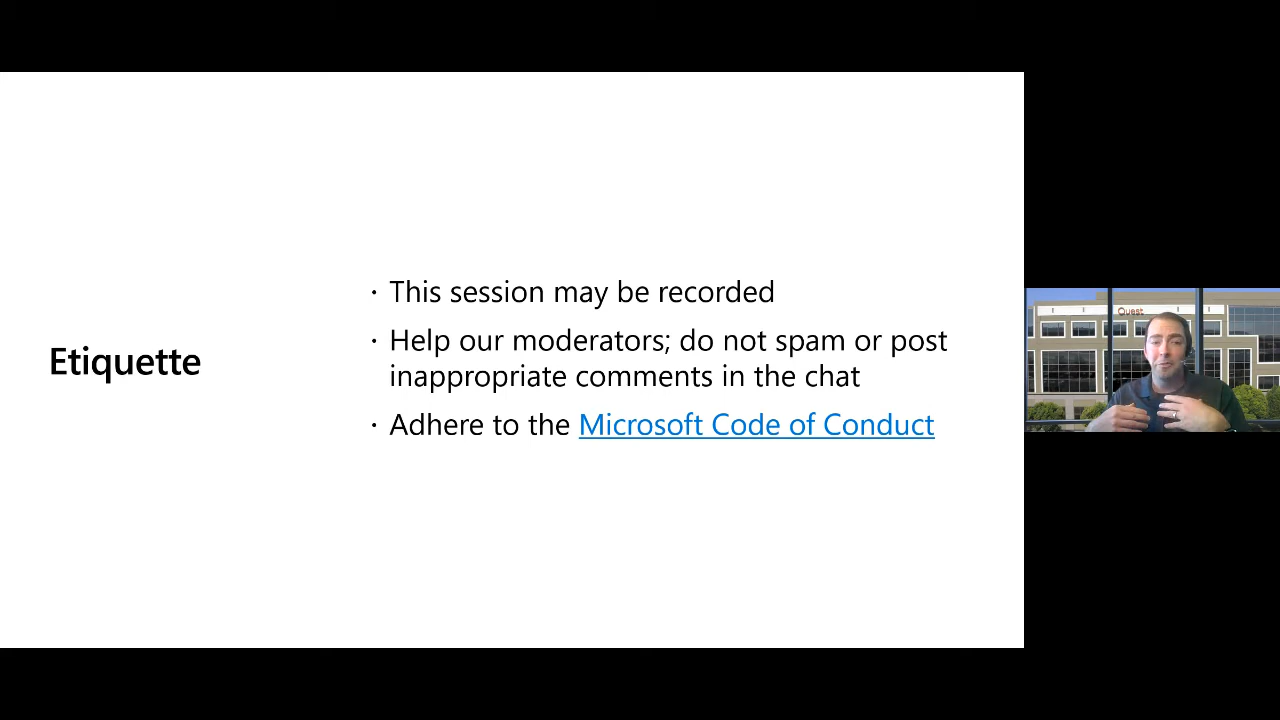 Etiquette
· This session may be recorded
· Help our moderators; do not spam or post
inappropriate comments in the chat
· Adhere to the Microsoft Code of Conduct
Quest